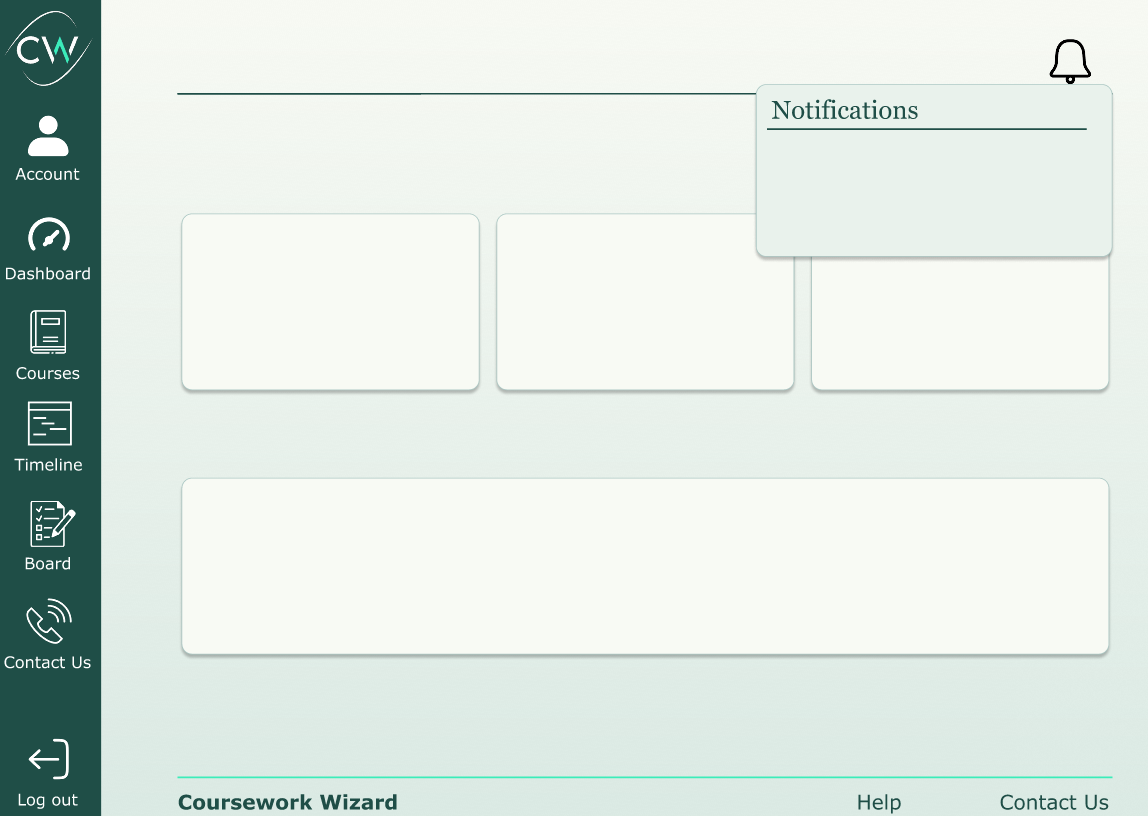 CW
Account
Dashboard
Courses
Timeline
Board
Contact Us
Log out
Notifications
Coursework Wizard
Help
Contact Us